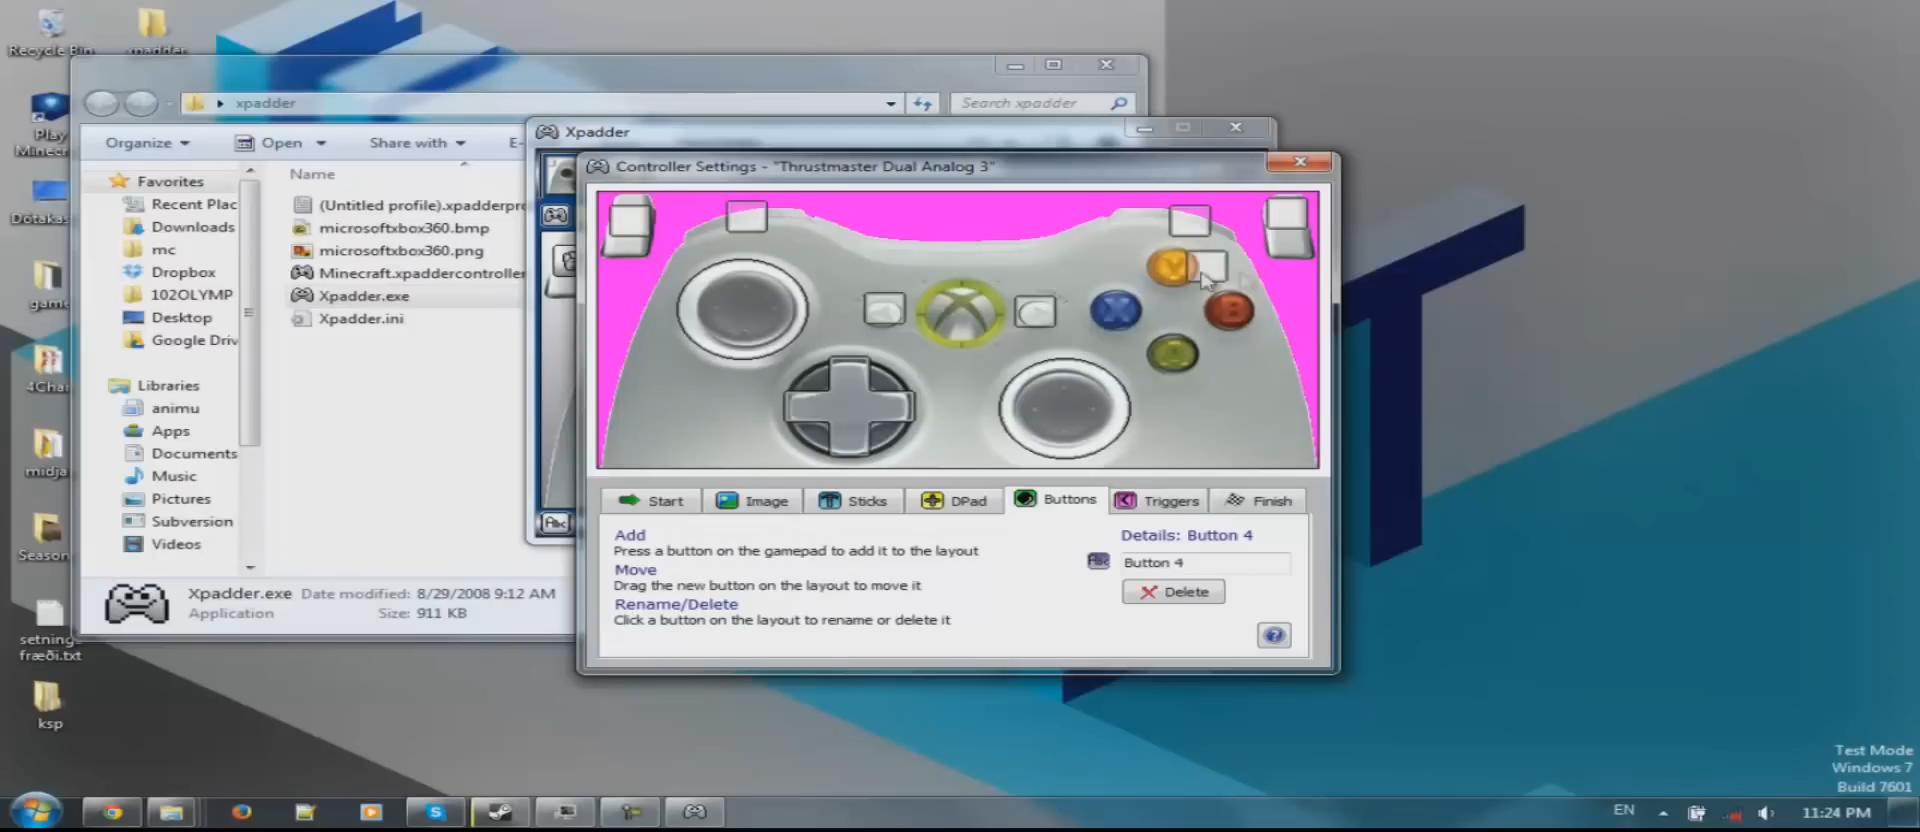 Recycle Bin
xpadder
Play
Minecr
Dótakas
game
4Chan
midja
Season
setning
fræði.txt
ksp
xpadder
Search xpadder
Organize
Open
Share with
E-
Favorites
Recent Plac
Downloads
mc
Dropbox
102OLYMP
Desktop
Google Driv
Libraries
animu
Apps
Documents
Music
Pictures
Subversion
Videos
Name
(Untitled profile).xpadderpro
microsoftxbox360.bmp
microsoftxbox360.png
Minecraft.xpaddercontroller
Xpadder.exe
Xpadder.ini
Xpadder.exe Date modified: 8/29/2008 9:12 AM
Application Size: 911 KB
Xpadder
Abc
Controller Settings - "Thrustmaster Dual Analog 3"
Y
X
B
Start
Image
Sticks
DPad
Buttons
Triggers
Finish
Add
Press a button on the gamepad to add it to the layout
Move
Drag the new button on the layout to move it
Rename/Delete
Click a button on the layout to rename or delete it
Details: Button 4
Abc
Button 4
Delete
?
Test Mode
Windows 7
Build 7601
EN
11:24 PM